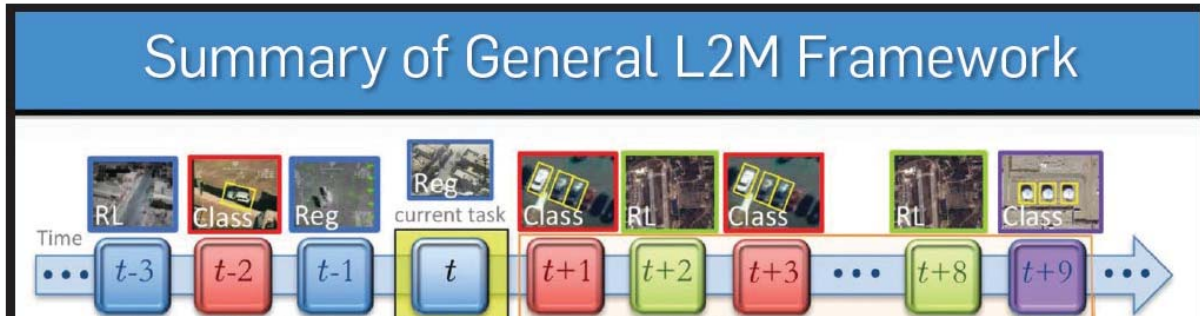 Summary of General L2M Framework
RL
Class
Reg
Reg
current task
Class
RL
Class
RL
Class
Time
••• t-3 t-2 t-1 t t+1 t+2 t+3 ••• t+8 t+9 •••